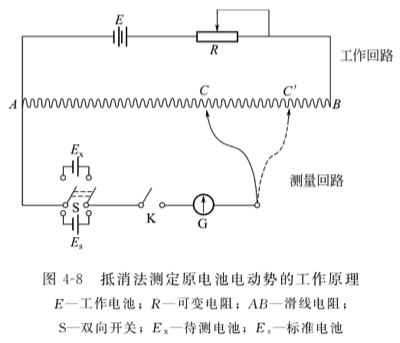 E
R
工作回路
A
C
C'
B
Ex
测量回路
S
K
G
Es
图 4-8 抵消法测定原电池电动势的工作原理
E—工作电池；R—可变电阻；AB—滑线电阻；
S—双向开关；Ex—待测电池；Es—标准电池